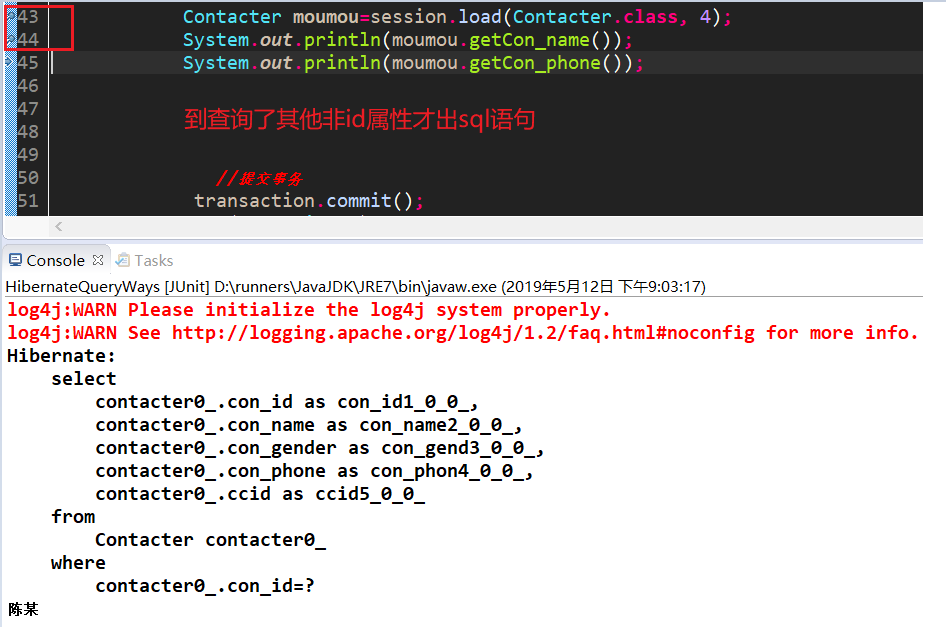 43 Contacter moumou=session.load(Contacter.class, 4);
44 System.out.println(moumou.getCon_name());
45 System.out.println(moumou.getCon_phone());
46
47 到查询了其他非id属性才出sql语句
48
49
50 //提交事务
51 transaction.commit();
Console Tasks
HibernateQueryWays [JUnit] D:\runners\JavaJDK\JRE7\bin\javaw.exe (2019年5月12日 下午9:03:17)
log4j:WARN Please initialize the log4j system properly.
log4j:WARN See http://logging.apache.org/log4j/1.2/faq.html#noconfig for more info.
Hibernate:
select
contacter0_.con_id as con_id1_0_0_,
contacter0_.con_name as con_name2_0_0_,
contacter0_.con_gender as con_gend3_0_0_,
contacter0_.con_phone as con_phon4_0_0_,
contacter0_.ccid as ccid5_0_0_
from
Contacter contacter0_
where
contacter0_.con_id=?
陈某